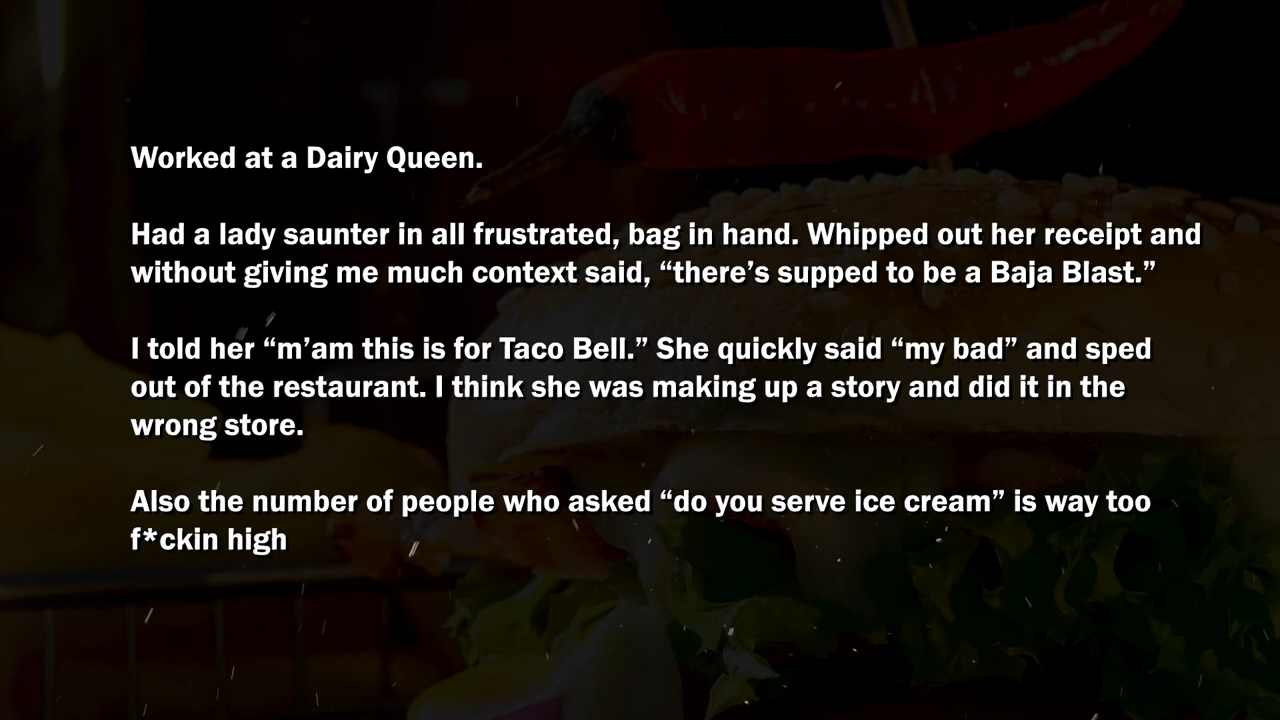 Worked at a Dairy Queen.
Had a lady saunter in all frustrated, bag in hand. Whipped out her receipt and
without giving me much context said, “there’s supped to be a Baja Blast.”
I told her “m’am this is for Taco Bell.” She quickly said “my bad” and sped
out of the restaurant. I think she was making up a story and did it in the
wrong store.
Also the number of people who asked “do you serve ice cream” is way too
f*ckin high